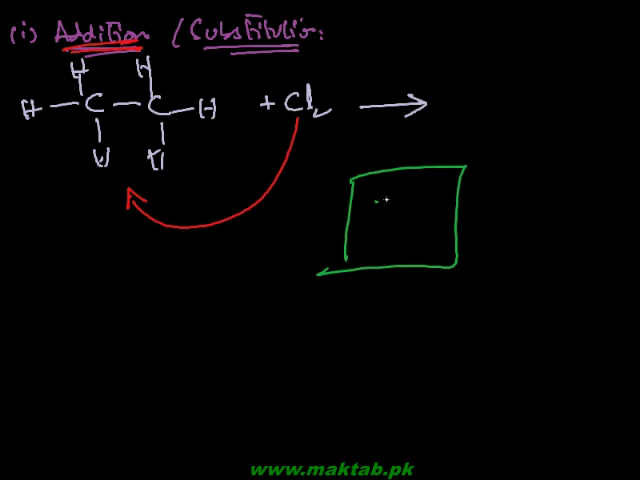 (i) Addition / Substitution:
H H
H — C — C — H + Cl₂ →
H H
www.maktab.pk